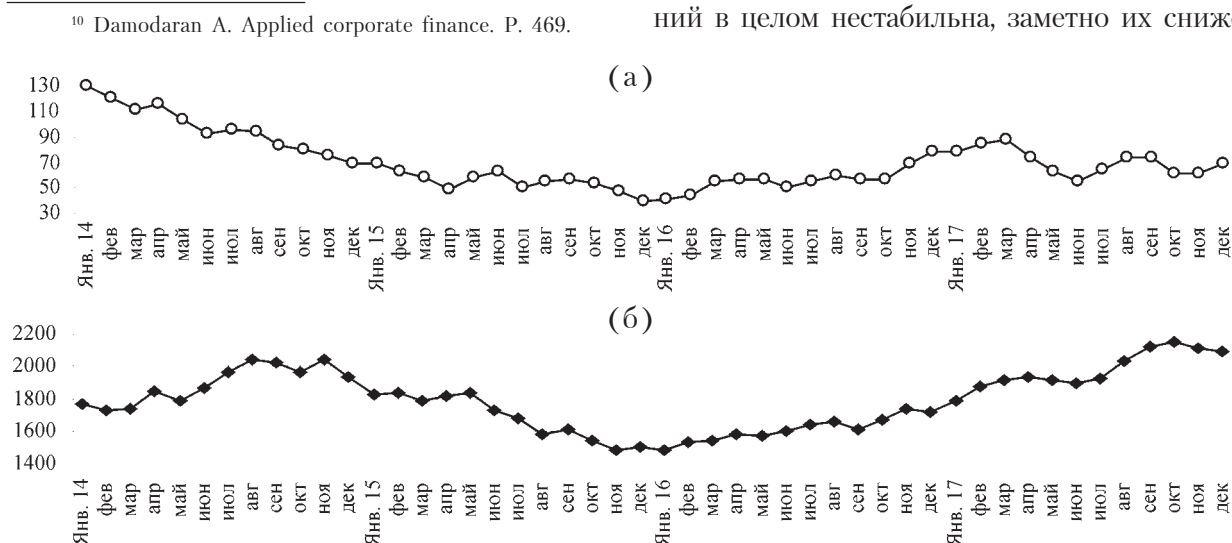 ¹⁰ Damodaran A. Applied corporate finance. P. 469.
ний в целом нестабильна, заметно их сниже
(а)
130
110
90
70
50
30
Янв. 14 фев мар апр май июн июл авг сен окт ноя дек Янв. 15 фев мар апр май июн июл авг сен окт ноя дек Янв. 16 фев мар апр май июн июл авг сен окт ноя дек Янв. 17 фев мар апр май июн июл авг сен окт ноя дек
(б)
2200
2000
1800
1600
1400
Янв. 14 фев мар апр май июн июл авг сен окт ноя дек Янв. 15 фев мар апр май июн июл авг сен окт ноя дек Янв. 16 фев мар апр май июн июл авг сен окт ноя дек Янв. 17 фев мар апр май июн июл авг сен окт ноя дек